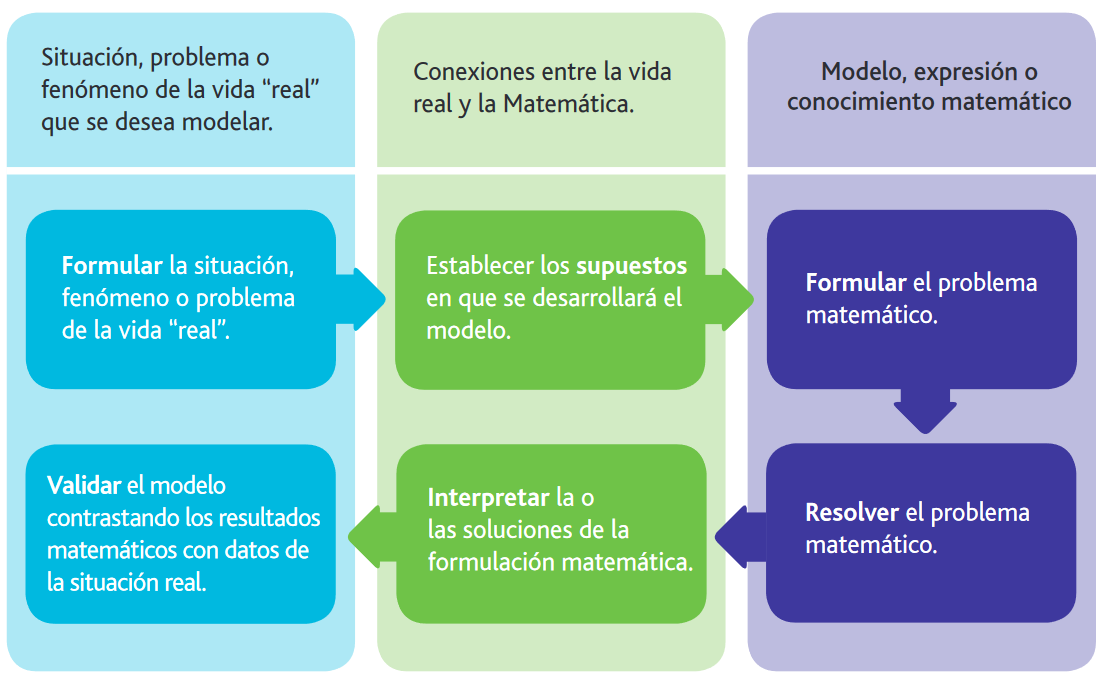 Situación, problema o
fenómeno de la vida “real”
que se desea modelar.
Conexiones entre la vida
real y la Matemática.
Modelo, expresión o
conocimiento matemático
Formular la situación,
fenómeno o problema
de la vida “real”.
Establecer los supuestos
en que se desarrollará el
modelo.
Formular el problema
matemático.
Validar el modelo
contrastando los resultados
matemáticos con datos de
la situación real.
Interpretar la o
las soluciones de la
formulación matemática.
Resolver el problema
matemático.